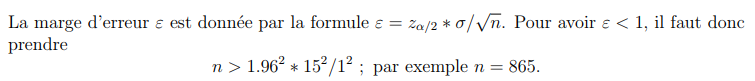 La marge d'erreur ε est donnée par la formule ε = z_{α/2} * σ/√n. Pour avoir ε < 1, il faut donc
prendre
n > 1.96² * 15²/1² ; par exemple n = 865.